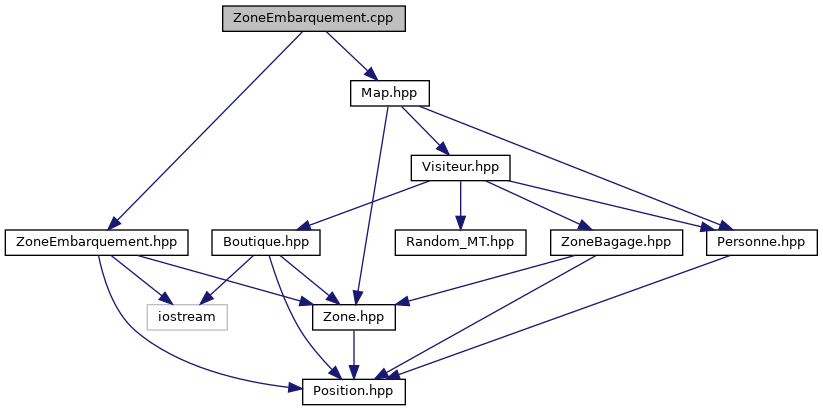 ZoneEmbarquement.cpp
Map.hpp
Visiteur.hpp
ZoneEmbarquement.hpp
Boutique.hpp
Random_MT.hpp
ZoneBagage.hpp
Personne.hpp
iostream
Zone.hpp
Position.hpp